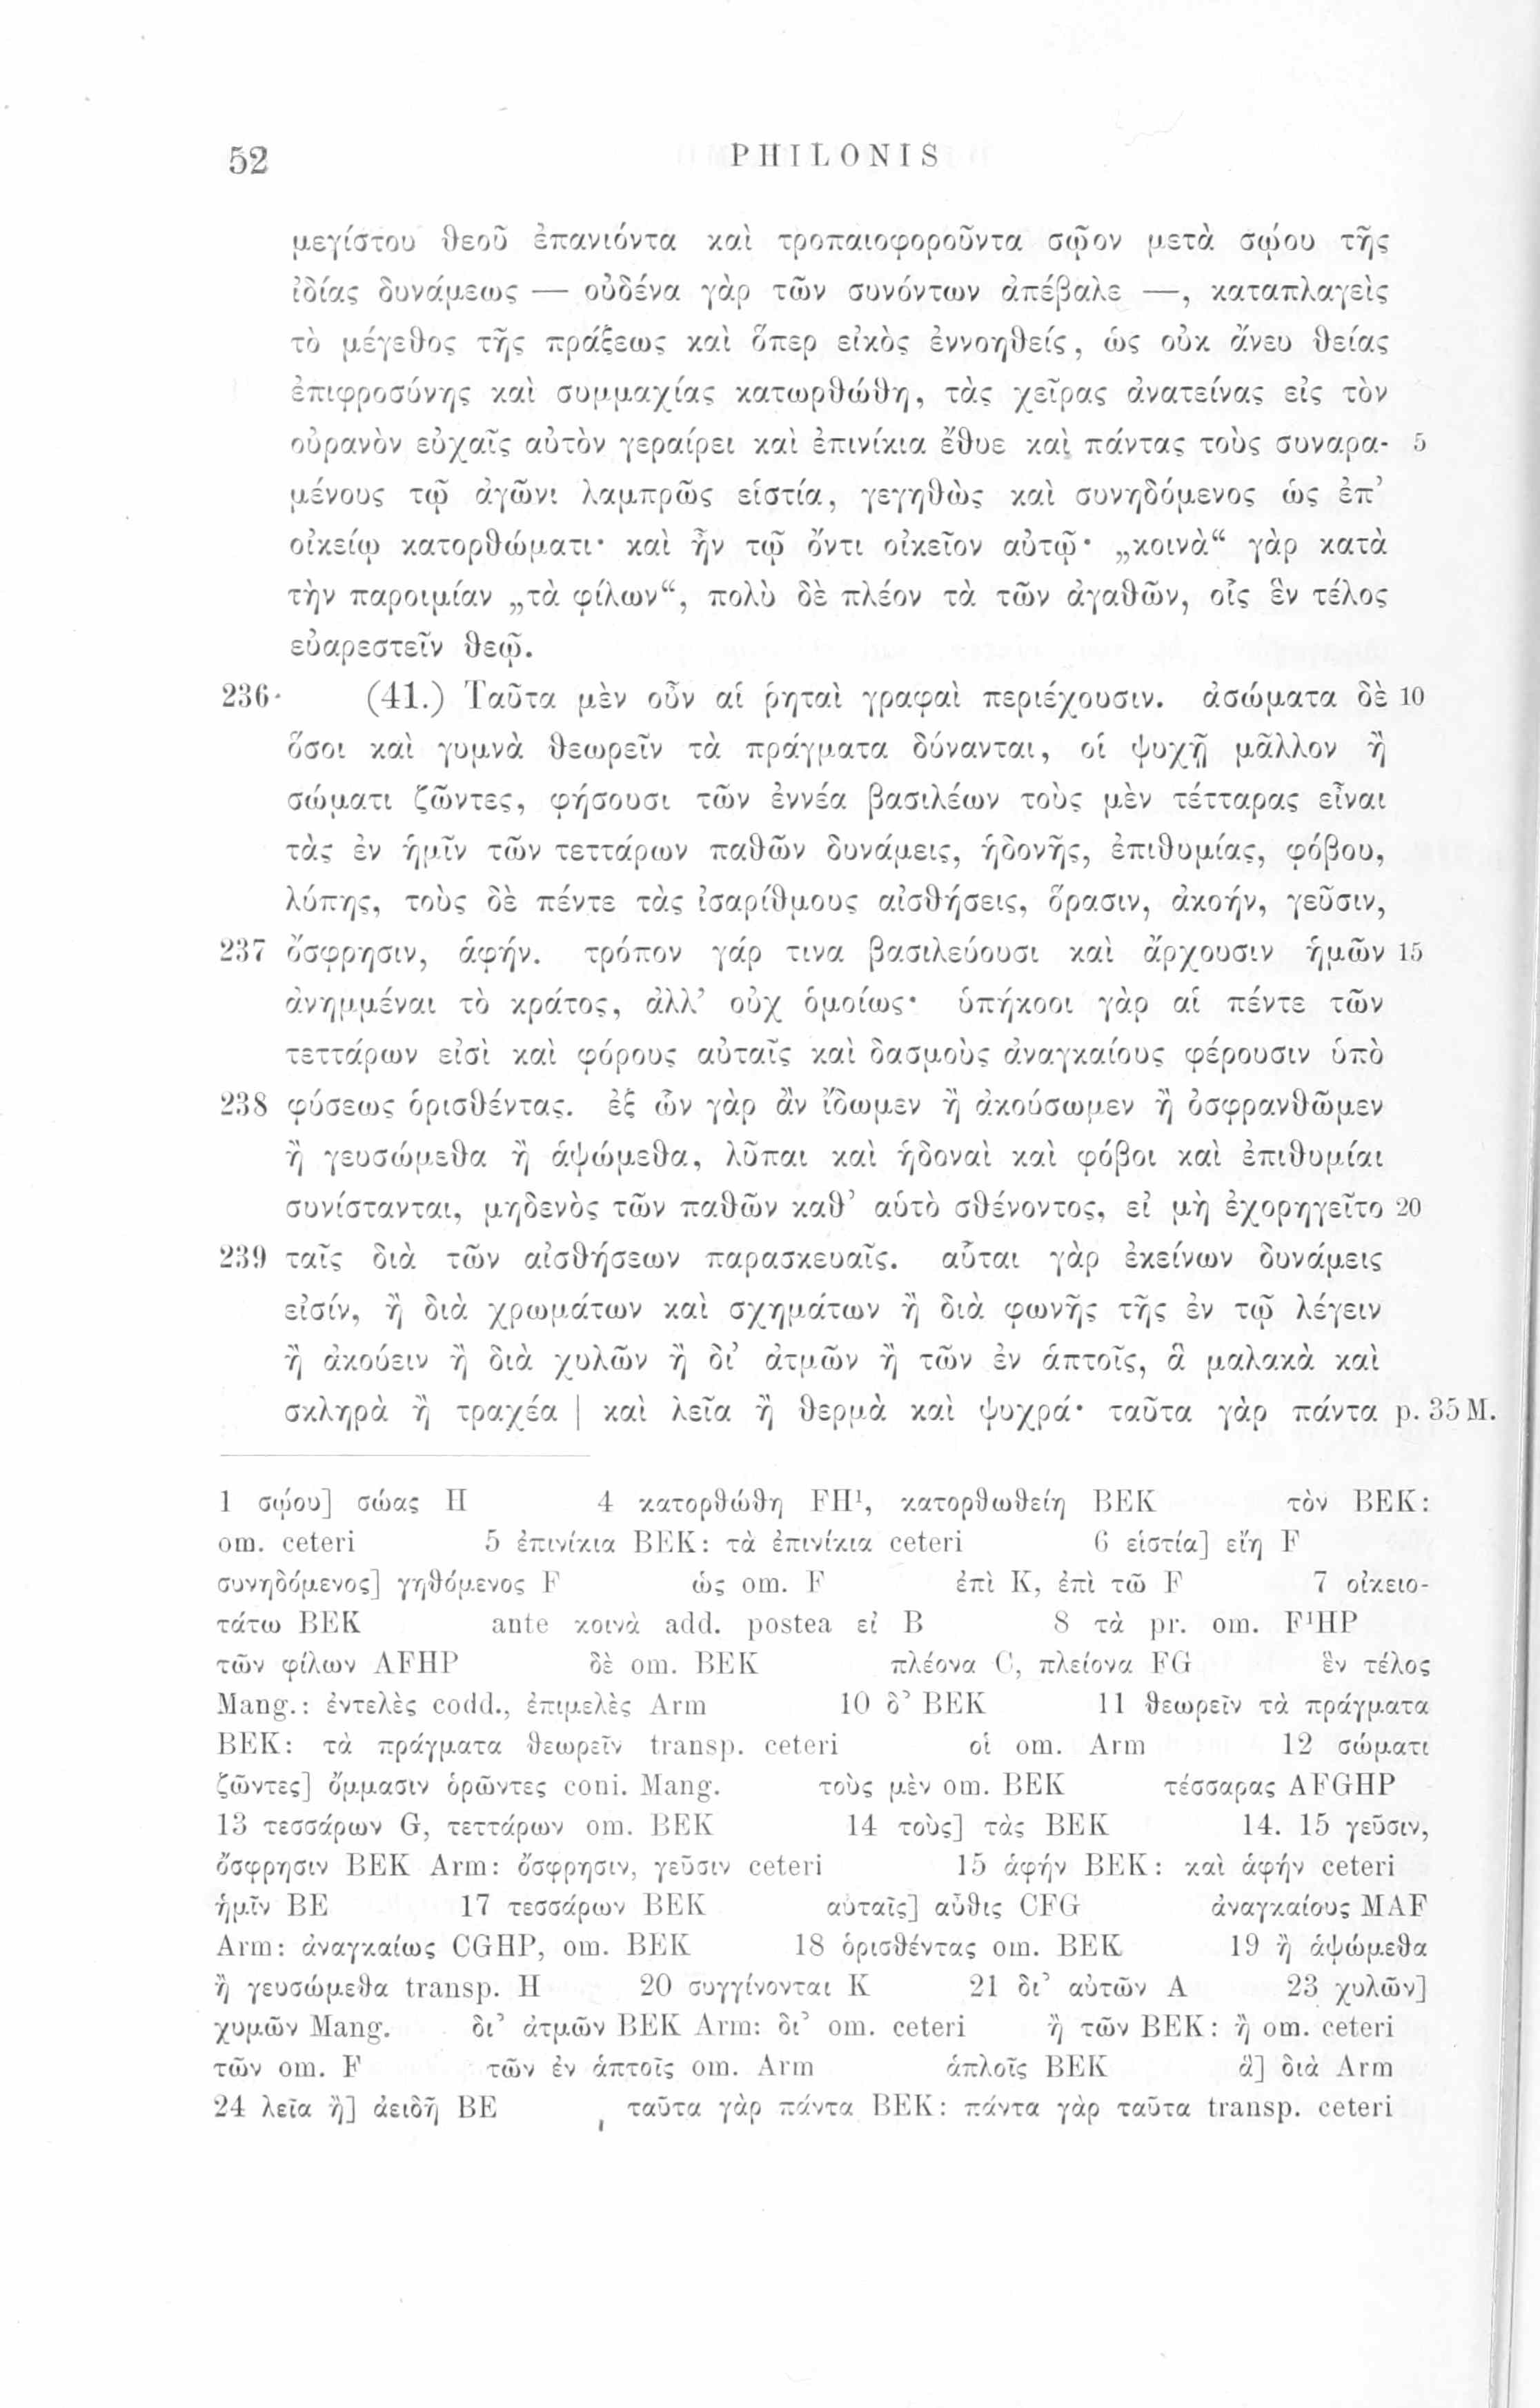 52 PHILONIS
μεγίστου θεοῦ ἐπανιόντα καὶ τροπαιοφοροῦντα σῷον μετὰ σῴου τῆς
ἰδίας δυνάμεως — οὐδένα γὰρ τῶν συνόντων ἀπέβαλε —, καταπλαγεὶς
τὸ μέγεθος τῆς πράξεως καὶ ὅπερ εἰκὸς ἐννοηθείς, ὡς οὐκ ἄνευ θείας
ἐπιφροσύνης καὶ συμμαχίας κατωρθώθη, τὰς χεῖρας ἀνατείνας εἰς τὸν
οὐρανὸν εὐχαῖς αὐτὸν γεραίρει καὶ ἐπινίκια ἔθυε καὶ πάντας τοὺς συναρα- 5
μένους τῷ ἀγῶνι λαμπρῶς εἱστία, γεγηθὼς καὶ συνηδόμενος ὡς ἐπ’
οἰκείῳ κατορθώματι· καὶ ἦν τῷ ὄντι οἰκεῖον αὐτῷ· „κοινὰ“ γὰρ κατὰ
τὴν παροιμίαν „τὰ φίλων“, πολὺ δὲ πλέον τὰ τῶν ἀγαθῶν, οἷς ἓν τέλος
εὐαρεστεῖν θεῷ.
236 (41.) Ταῦτα μὲν οὖν αἱ ῥηταὶ γραφαὶ περιέχουσιν. ἀσώματα δὲ 10
ὅσοι καὶ γυμνὰ θεωρεῖν τὰ πράγματα δύνανται, οἱ ψυχῇ μᾶλλον ἢ
σώματι ζῶντες, φήσουσι τῶν ἐννέα βασιλέων τοὺς μὲν τέτταρας εἶναι
τὰς ἐν ἡμῖν τῶν τεττάρων παθῶν δυνάμεις, ἡδονῆς, ἐπιθυμίας, φόβου,
λύπης, τοὺς δὲ πέντε τὰς ἰσαρίθμους αἰσθήσεις, ὅρασιν, ἀκοήν, γεῦσιν,
237 ὄσφρησιν, ἁφήν. τρόπον γάρ τινα βασιλεύουσι καὶ ἄρχουσιν ἡμῶν 15
ἀνημμέναι τὸ κράτος, ἀλλ’ οὐχ ὁμοίως· ὑπήκοοι γὰρ αἱ πέντε τῶν
τεττάρων εἰσὶ καὶ φόρους αὐταῖς καὶ δασμοὺς ἀναγκαίους φέρουσιν ὑπὸ
238 φύσεως ὁρισθέντας. ἐξ ὧν γὰρ ἂν ἴδωμεν ἢ ἀκούσωμεν ἢ ὀσφρανθῶμεν
ἢ γευσώμεθα ἢ ἁψώμεθα, λῦπαι καὶ ἡδοναὶ καὶ φόβοι καὶ ἐπιθυμίαι
συνίστανται, μηδενὸς τῶν παθῶν καθ’ αὑτὸ σθένοντος, εἰ μὴ ἐχορηγεῖτο 20
239 ταῖς διὰ τῶν αἰσθήσεων παρασκευαῖς. αὗται γὰρ ἐκείνων δυνάμεις
εἰσίν, ἢ διὰ χρωμάτων καὶ σχημάτων ἢ διὰ φωνῆς τῆς ἐν τῷ λέγειν
ἢ ἀκούειν ἢ διὰ χυλῶν ἢ δι’ ἀτμῶν ἢ τῶν ἐν ἁπτοῖς, ἃ μαλακὰ καὶ
σκληρὰ ἢ τραχέα | καὶ λεῖα ἢ θερμὰ καὶ ψυχρά· ταῦτα γὰρ πάντα p. 35 M.
1 σῴου] σώας H 4 κατορθώθη FH¹, κατορθωθείη BEK τὸν BEK:
om. ceteri 5 ἐπινίκια BEK: τὰ ἐπινίκια ceteri 6 εἱστία] εἴη F
συνηδόμενος] γηθόμενος F ὡς om. F ἐπὶ K, ἐπὶ τῶ F 7 οἰκειο-
τάτω BEK ante κοινὰ add. postea εἰ B 8 τὰ pr. om. F¹HP
τῶν φίλων AFHP δὲ om. BEK πλέονα C, πλείονα FG ἓν τέλος
Mang.: ἐντελὲς codd., ἐπιμελὲς Arm 10 δ’ BEK 11 θεωρεῖν τὰ πράγματα
BEK: τὰ πράγματα θεωρεῖν transp. ceteri οἱ om. Arm 12 σώματι
ζῶντες] ὄμμασιν ὁρῶντες coni. Mang. τοὺς μὲν om. BEK τέσσαρας AFGHP
13 τεσσάρων G, τεττάρων om. BEK 14 τοὺς] τὰς BEK 14. 15 γεῦσιν,
ὄσφρησιν BEK Arm: ὄσφρησιν, γεῦσιν ceteri 15 ἁφήν BEK: καὶ ἁφήν ceteri
ἡμῖν BE 17 τεσσάρων BEK αὐταῖς] αὖθις CFG ἀναγκαίους MAF
Arm: ἀναγκαίως CGHP, om. BEK 18 ὁρισθέντας om. BEK 19 ἢ ἁψώμεθα
ἢ γευσώμεθα transp. H 20 συγγίνονται K 21 δι’ αὐτῶν A 23 χυλῶν]
χυμῶν Mang. δι’ ἀτμῶν BEK Arm: δι’ om. ceteri ἢ τῶν BEK: ἢ om. ceteri
τῶν om. F τῶν ἐν ἁπτοῖς om. Arm ἁπλοῖς BEK ἃ] διὰ Arm
24 λεῖα ἢ] ἀειδῆ BE ταῦτα γὰρ πάντα BEK: πάντα γὰρ ταῦτα transp. ceteri